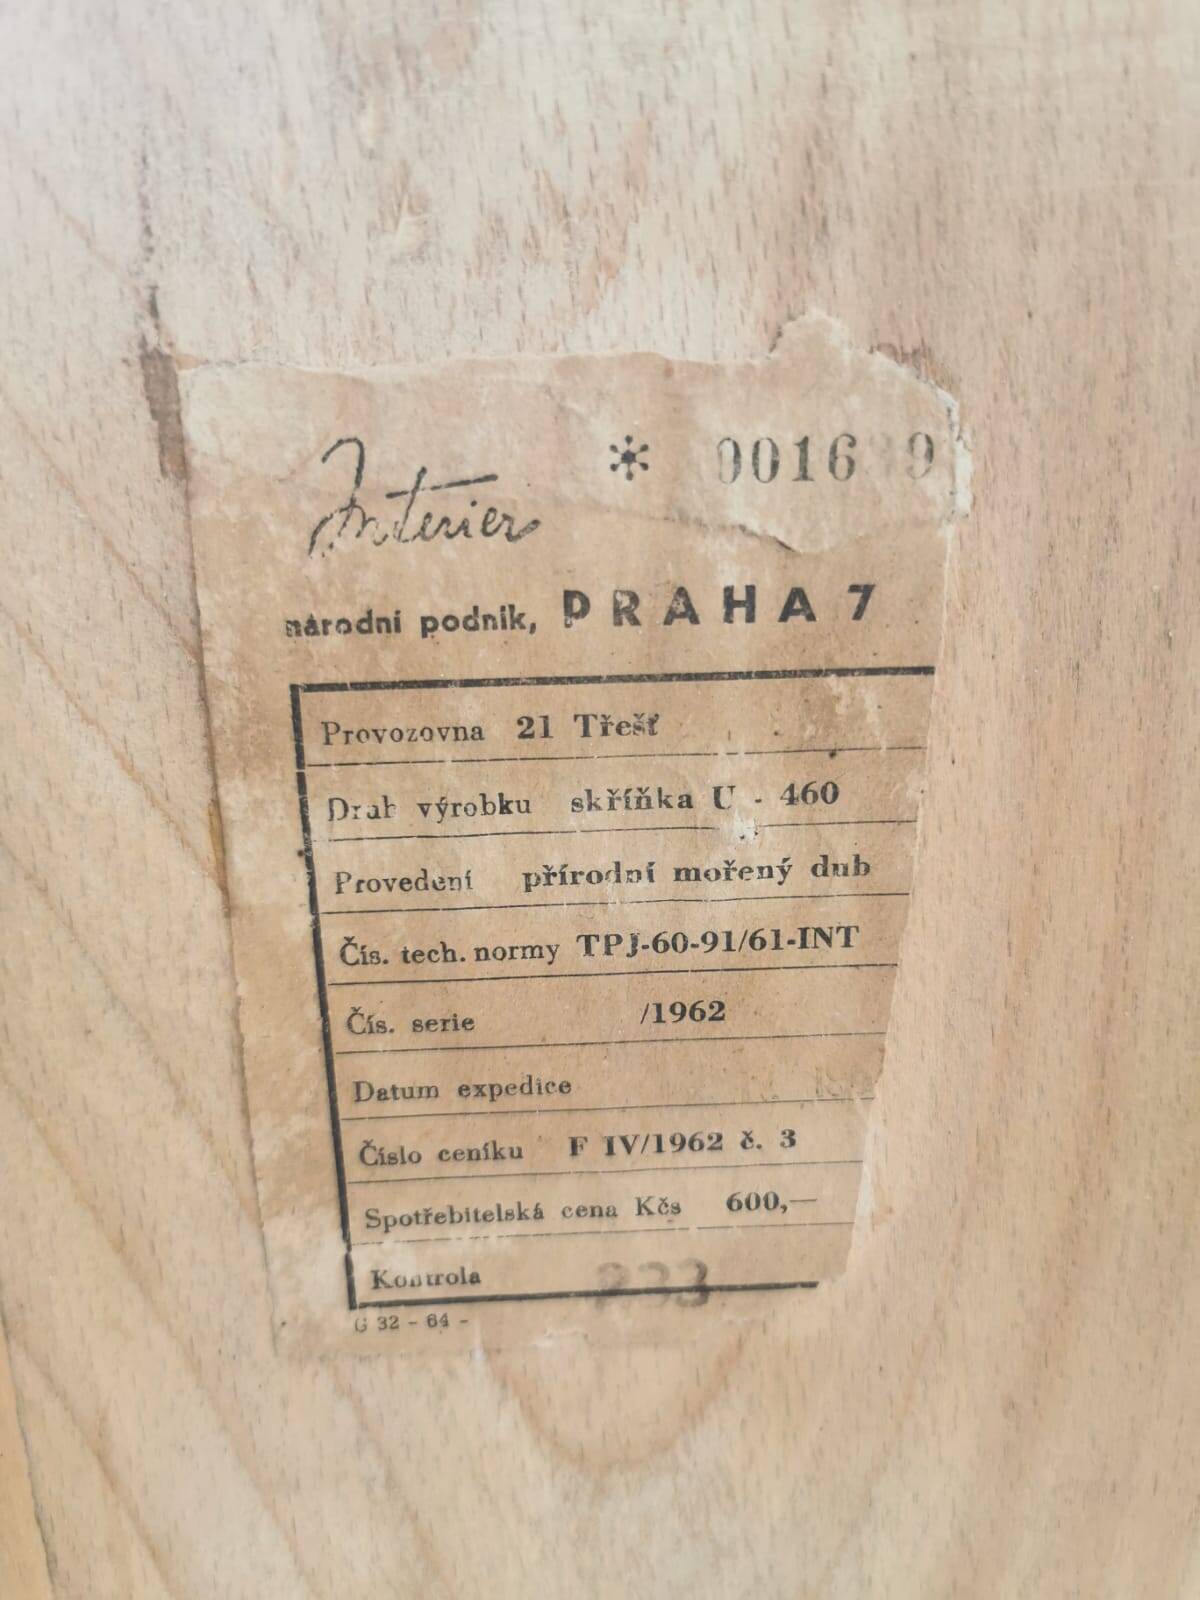 Interier * 001639
národní podnik, PRAHA 7
Provozovna 21 Třešť
Druh výrobku skříňka U - 460
Provedení přírodní mořený dub
Čís. tech. normy TPJ-60-91/61-INT
Čís. serie /1962
Datum expedice
Číslo ceníku F IV/1962 č. 3
Spotřebitelská cena Kčs 600,—
Kontrola
G 32 - 64 -